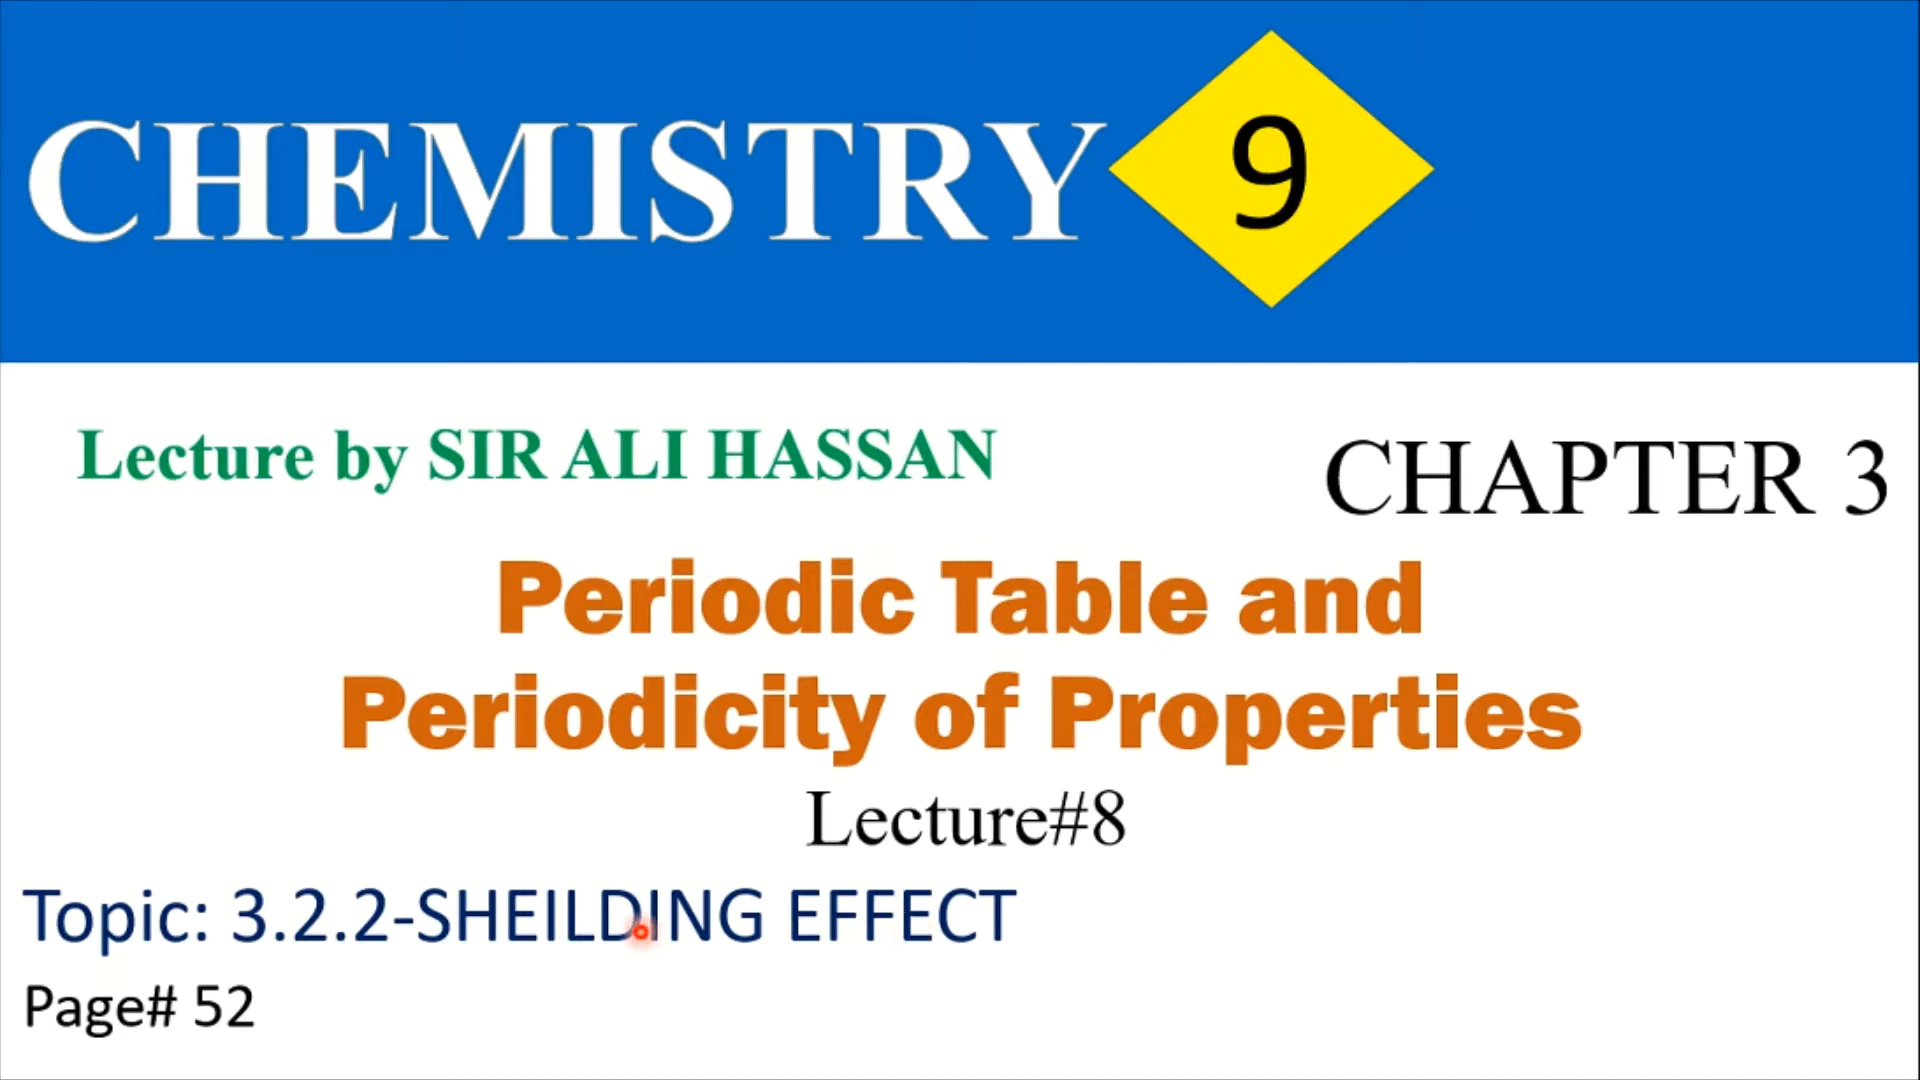 CHEMISTRY 9
Lecture by SIR ALI HASSAN
CHAPTER 3
Periodic Table and
Periodicity of Properties
Lecture#8
Topic: 3.2.2-SHEILDING EFFECT
Page# 52